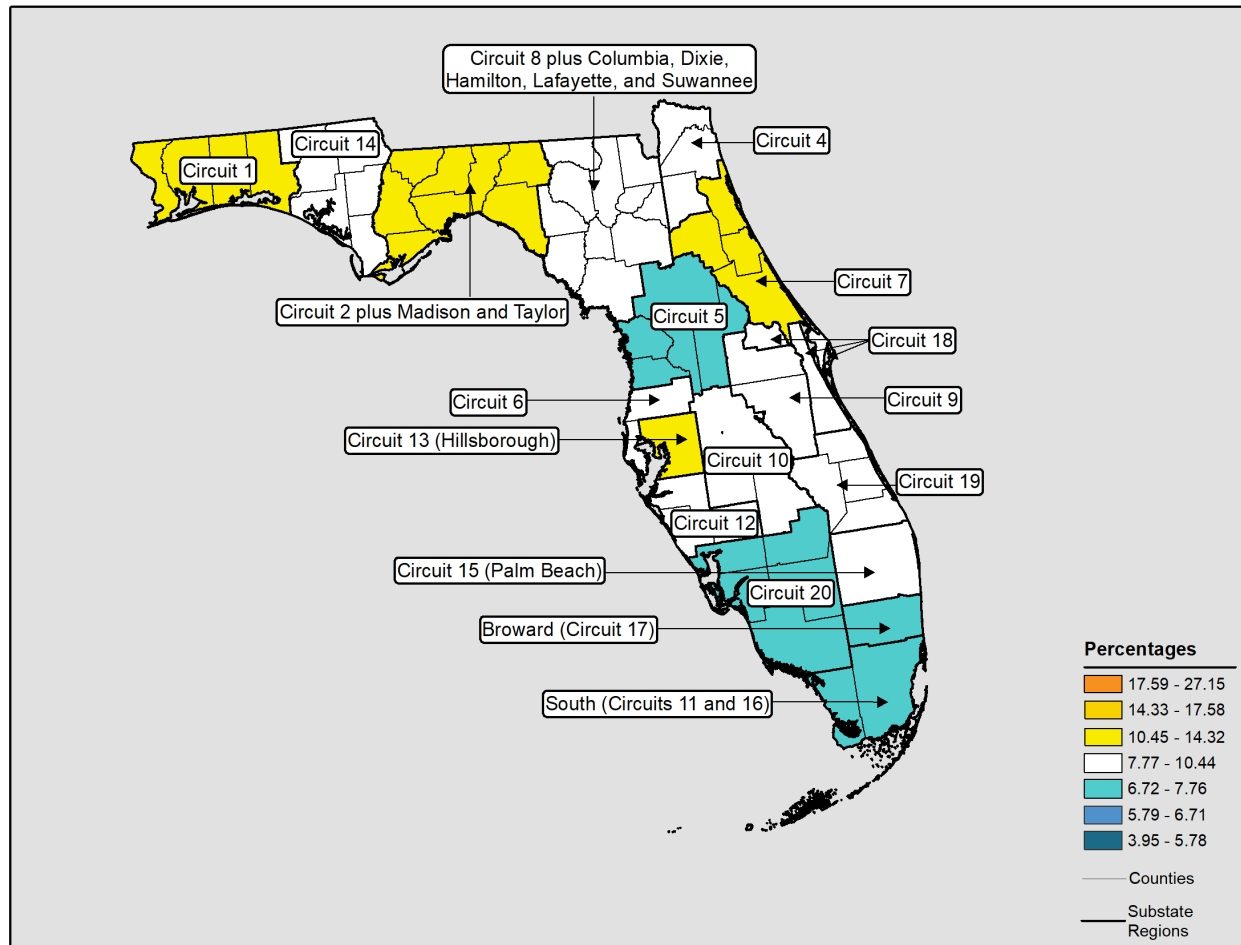 Circuit 8 plus Columbia, Dixie,
Hamilton, Lafayette, and Suwannee
Circuit 14
Circuit 4
Circuit 1
Circuit 7
Circuit 2 plus Madison and Taylor
Circuit 5
Circuit 18
Circuit 6
Circuit 9
Circuit 13 (Hillsborough)
Circuit 10
Circuit 19
Circuit 12
Circuit 15 (Palm Beach)
Circuit 20
Broward (Circuit 17)
South (Circuits 11 and 16)
Percentages
17.59 - 27.15
14.33 - 17.58
10.45 - 14.32
7.77 - 10.44
6.72 - 7.76
5.79 - 6.71
3.95 - 5.78
Counties
Substate
Regions